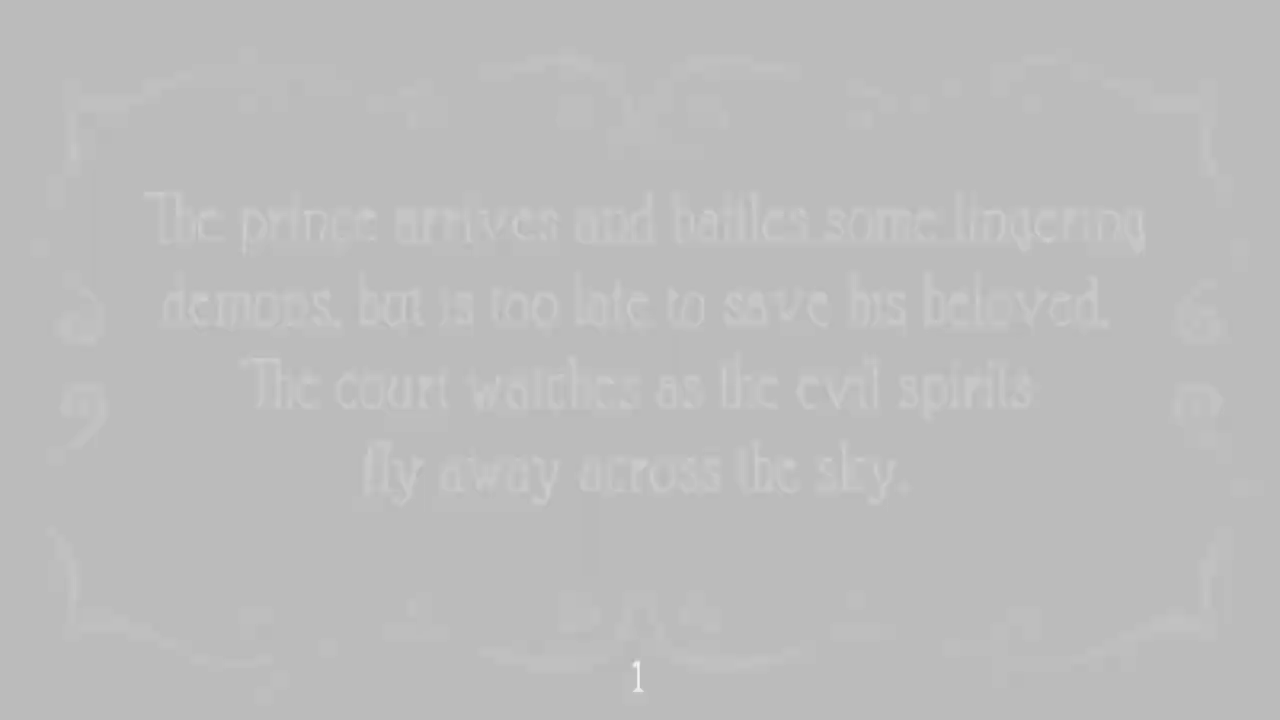 The prince arrives and battles some lingering
demons, but is too late to save his beloved.
The court watches as the evil spirits
fly away across the sky.
1